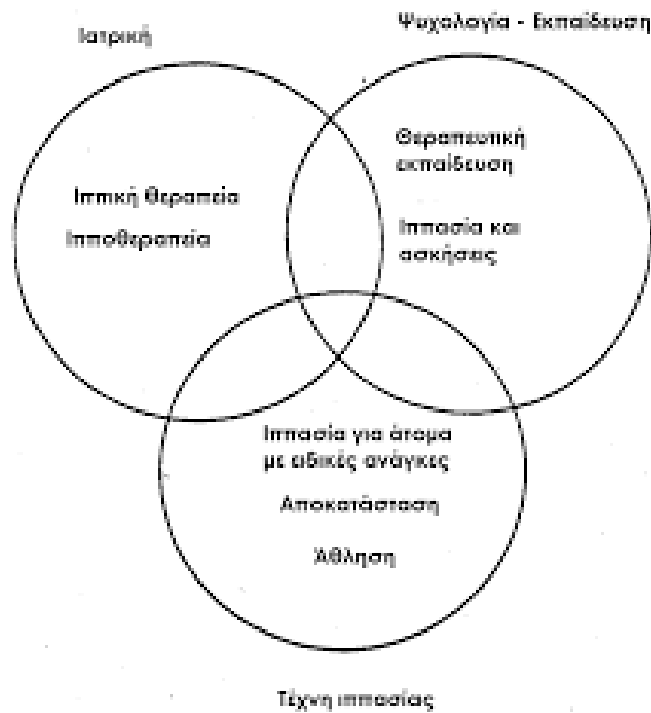 Ιατρική
Ψυχολογία - Εκπαίδευση
Θεραπευτική
εκπαίδευση
Ιππική θεραπεία
Ιπποθεραπεία
Ιππασία και
ασκήσεις
Ιππασία για άτομα
με ειδικές ανάγκες
Αποκατάσταση
Άθληση
Τέχνη ιππασίας